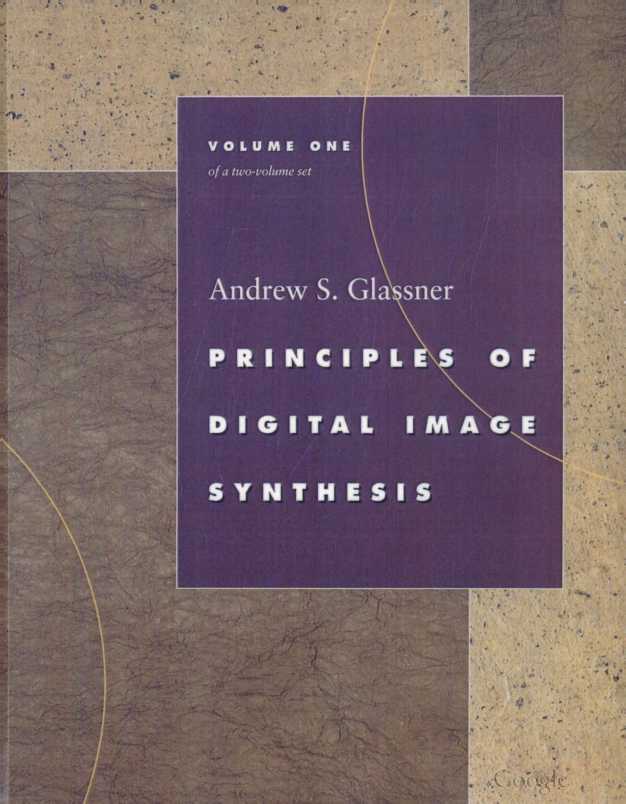 VOLUME ONE
of a two-volume set
Andrew S. Glassner
PRINCIPLES OF
DIGITAL IMAGE
SYNTHESIS
Google